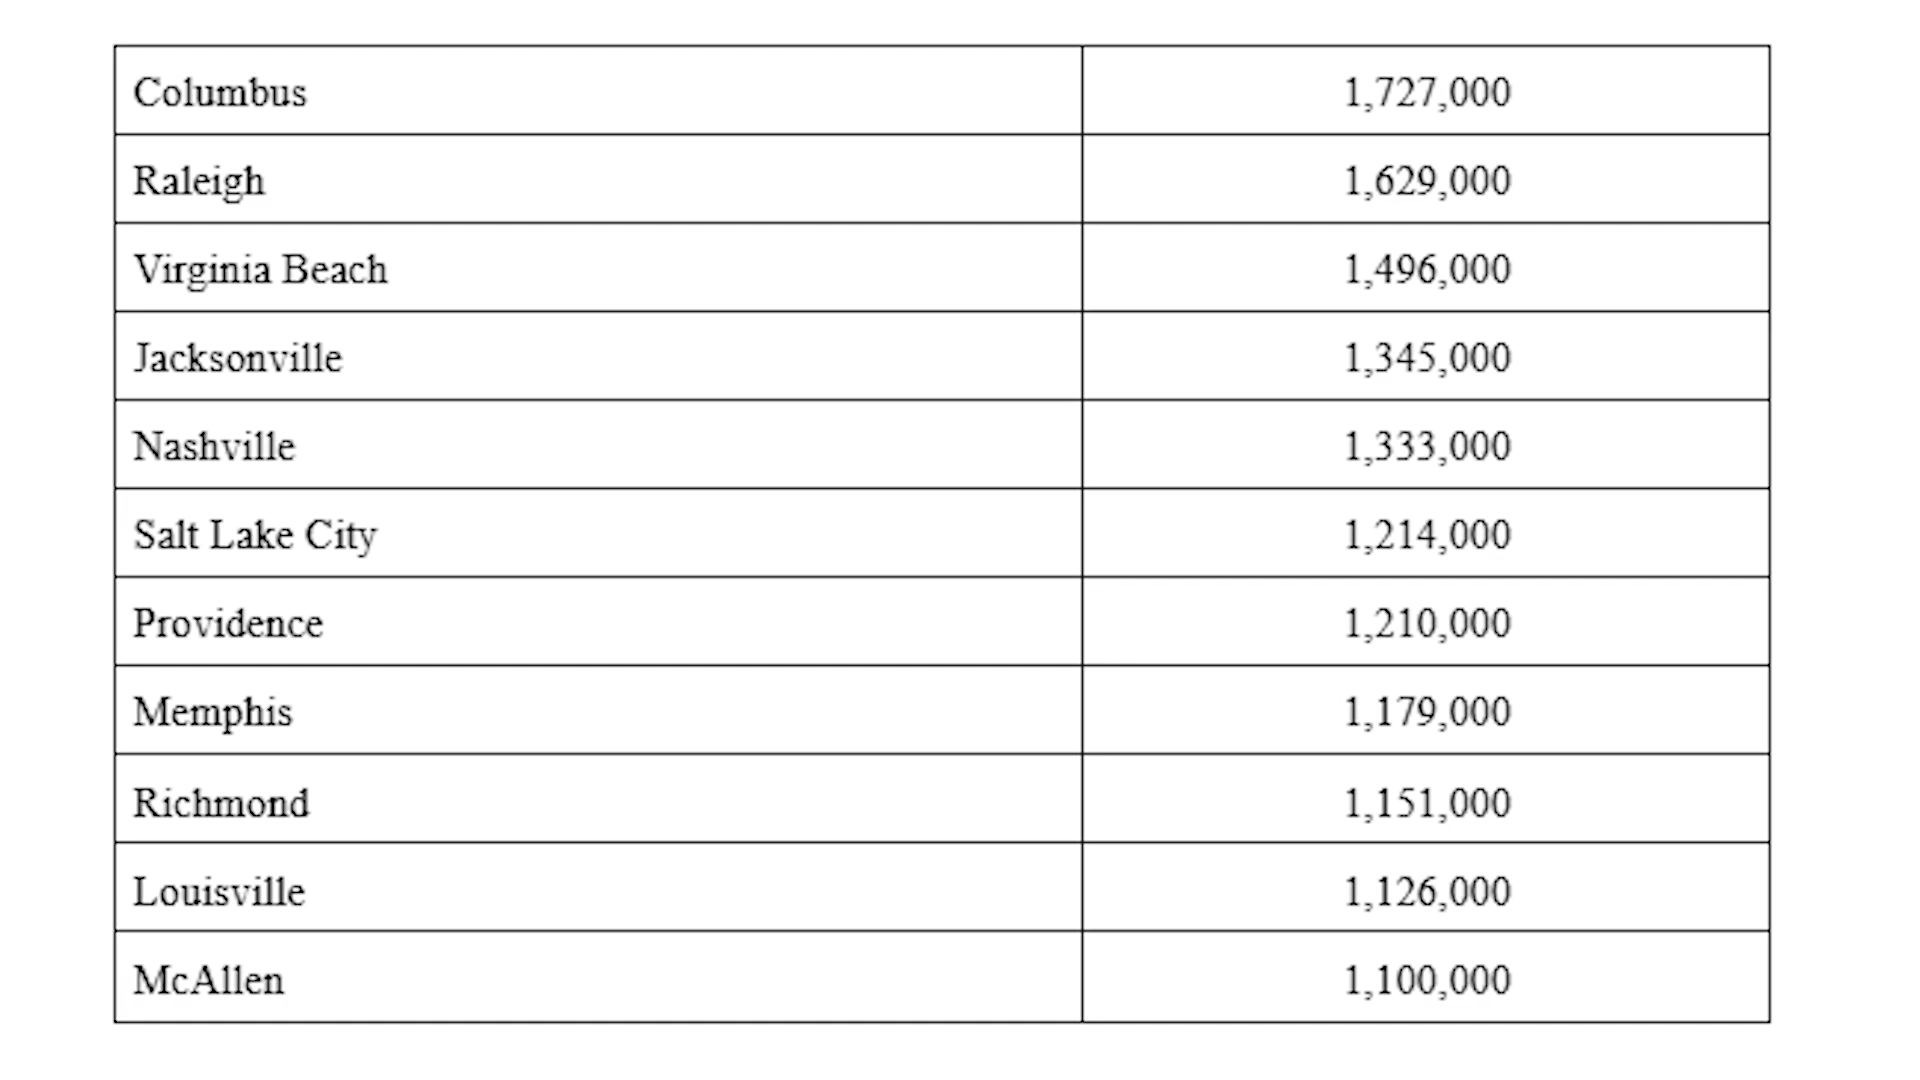 Columbus 1,727,000
Raleigh 1,629,000
Virginia Beach 1,496,000
Jacksonville 1,345,000
Nashville 1,333,000
Salt Lake City 1,214,000
Providence 1,210,000
Memphis 1,179,000
Richmond 1,151,000
Louisville 1,126,000
McAllen 1,100,000